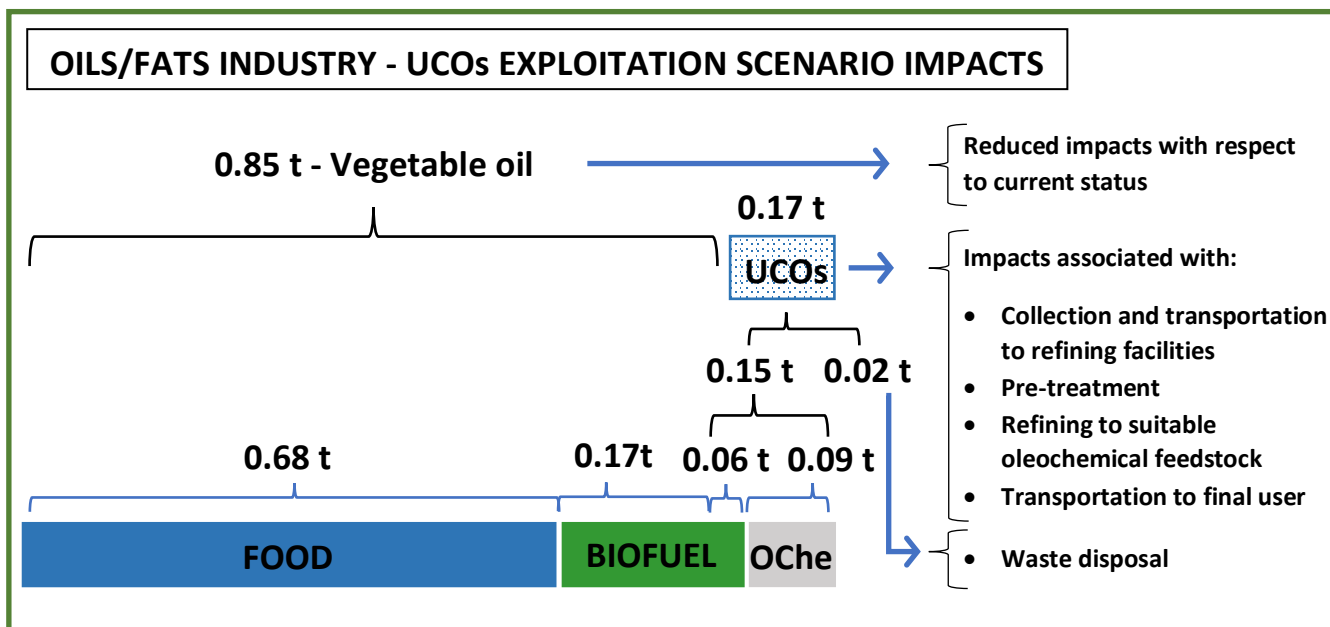 OILS/FATS INDUSTRY - UCOs EXPLOITATION SCENARIO IMPACTS
0.85 t - Vegetable oil
Reduced impacts with respect
to current status
0.17 t
UCOs
Impacts associated with:
• Collection and transportation
to refining facilities
• Pre-treatment
• Refining to suitable
oleochemical feedstock
• Transportation to final user
0.15 t
0.02 t
0.68 t
0.17t
0.06 t
0.09 t
FOOD
BIOFUEL
OChe
• Waste disposal